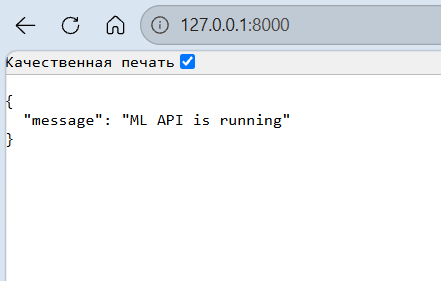 127.0.0.1:8000
Качественная печать
{
  "message": "ML API is running"
}